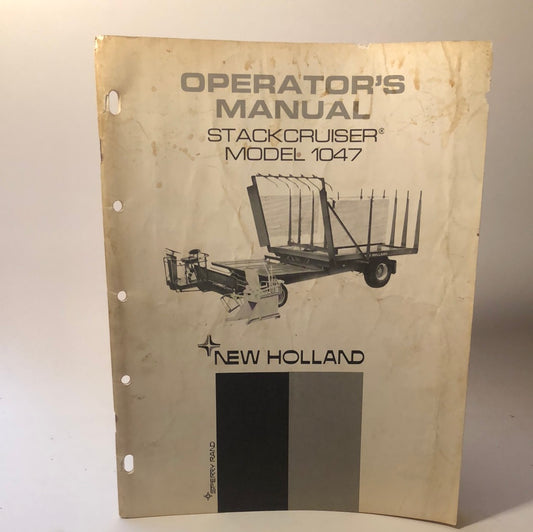 OPERATOR'S
MANUAL
STACKCRUISER®
MODEL 1047
NEW HOLLAND
SPERRY RAND